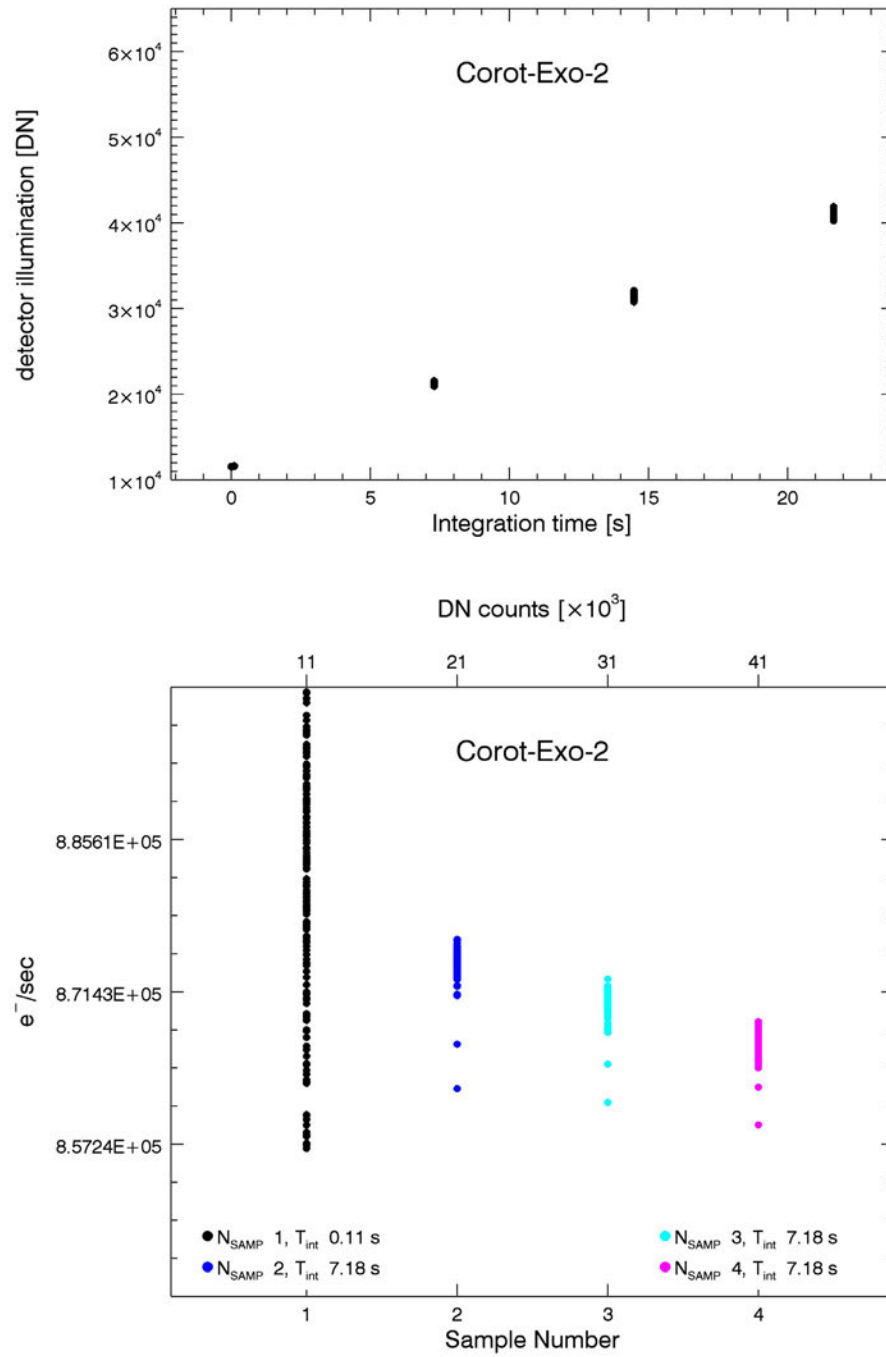 Corot-Exo-2
detector illumination [DN]
6×10⁴
5×10⁴
4×10⁴
3×10⁴
2×10⁴
1×10⁴
0 5 10 15 20
Integration time [s]
DN counts [×10³]
11 21 31 41
Corot-Exo-2
e⁻/sec
8.8561E+05
8.7143E+05
8.5724E+05
N_SAMP 1, T_int 0.11 s
N_SAMP 3, T_int 7.18 s
N_SAMP 2, T_int 7.18 s
N_SAMP 4, T_int 7.18 s
1 2 3 4
Sample Number